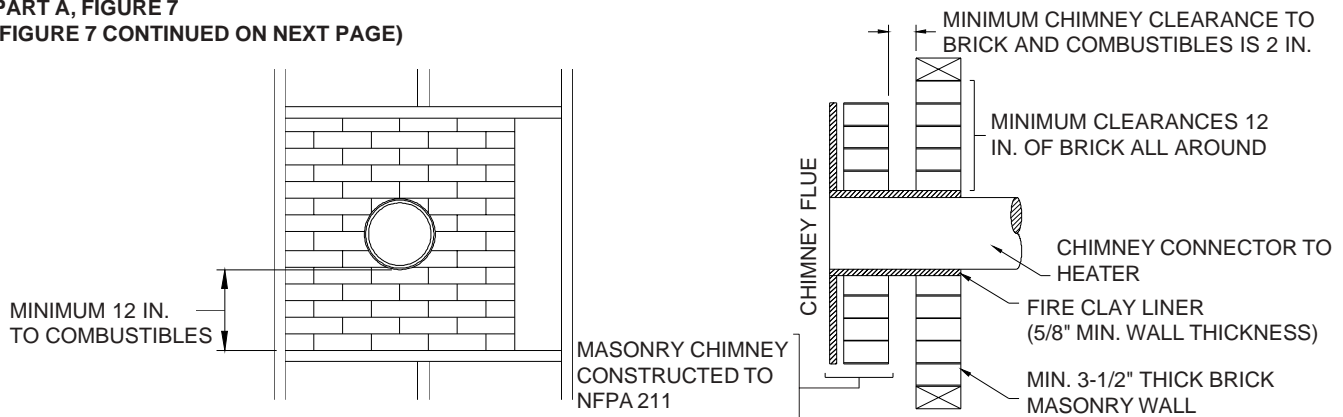 PART A, FIGURE 7
FIGURE 7 CONTINUED ON NEXT PAGE)
MINIMUM CHIMNEY CLEARANCE TO
BRICK AND COMBUSTIBLES IS 2 IN.
MINIMUM CLEARANCES 12
IN. OF BRICK ALL AROUND
CHIMNEY FLUE
CHIMNEY CONNECTOR TO
HEATER
FIRE CLAY LINER
(5/8" MIN. WALL THICKNESS)
MINIMUM 12 IN.
TO COMBUSTIBLES
MASONRY CHIMNEY
CONSTRUCTED TO
NFPA 211
MIN. 3-1/2" THICK BRICK
MASONRY WALL